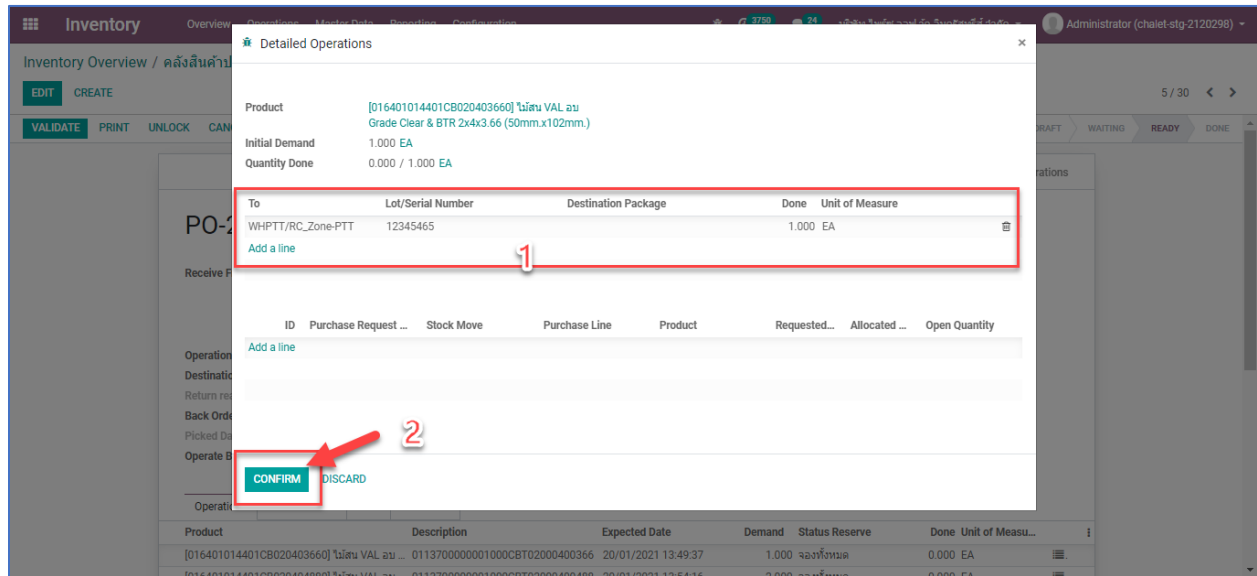 Inventory Overview Operations Master Data Reporting Configuration 3750 24 Administrator (chalet-stg-2120298)
Detailed Operations ×
Inventory Overview / คลังสินค้าป
EDIT CREATE 5 / 30
Product [016401014401CB020403660] ไม้สน VAL อบ
Grade Clear & BTR 2x4x3.66 (50mm.x102mm.)
VALIDATE PRINT UNLOCK CAN DRAFT WAITING READY DONE
Initial Demand 1.000 EA
Quantity Done 0.000 / 1.000 EA
rations
To Lot/Serial Number Destination Package Done Unit of Measure
PO-2 WHPTT/RC_Zone-PTT 12345465 1.000 EA
Add a line
1
Receive F
ID Purchase Request ... Stock Move Purchase Line Product Requested... Allocated ... Open Quantity
Add a line
Operation
Destinatio
Return rea
Back Orde
Picked Da
2
Operate B
CONFIRM DISCARD
Operati
Product Description Expected Date Demand Status Reserve Done Unit of Measu...
[016401014401CB020403660] ไม้สน VAL อบ ... 0113700000001000CBT02000400366 20/01/2021 13:49:37 1.000 จองทั้งหมด 0.000 EA